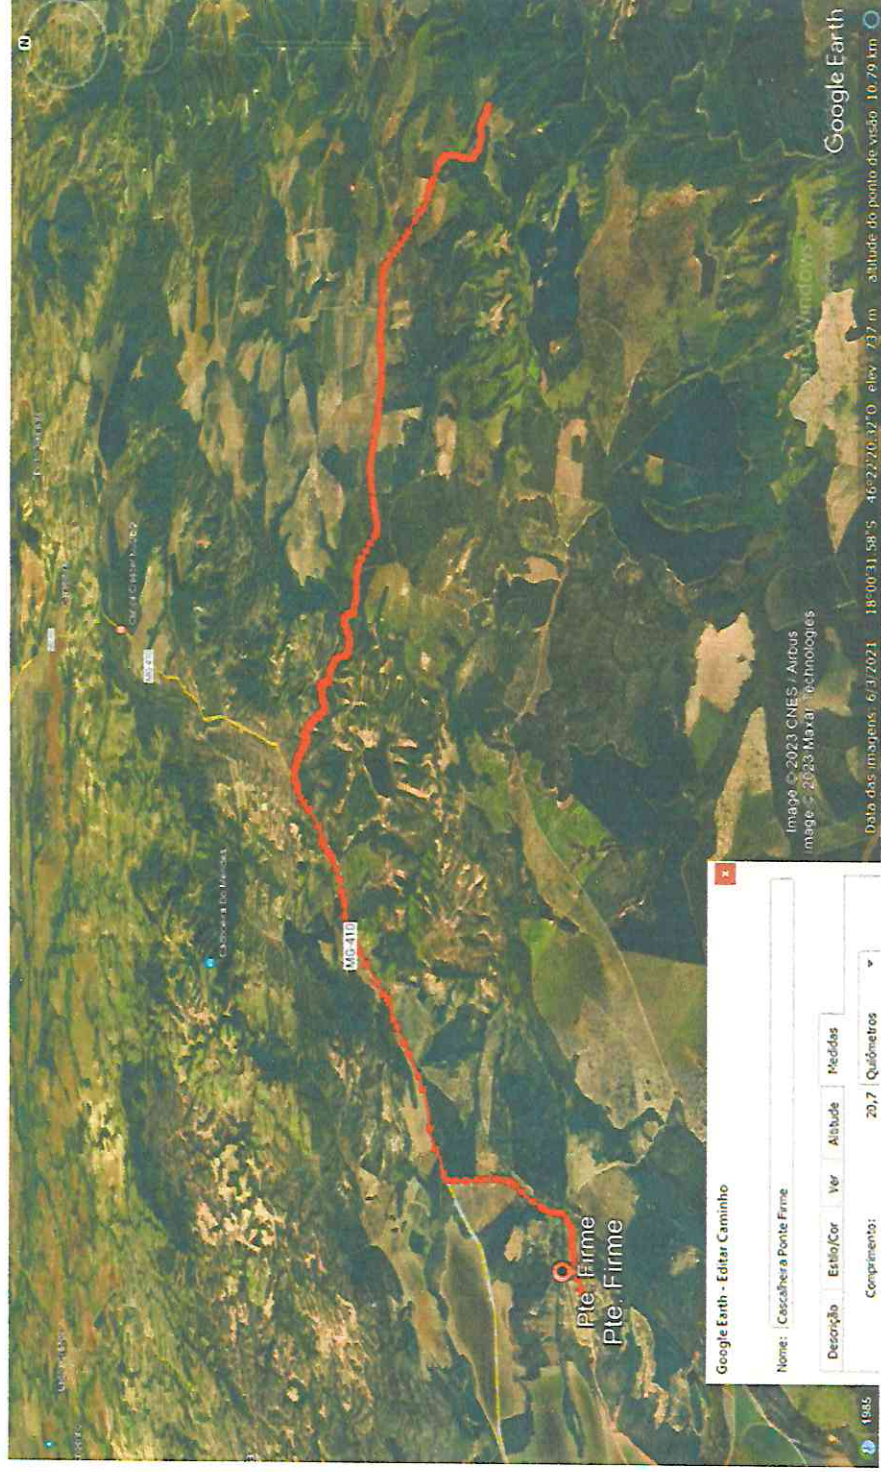 N
MG-410
MG-410
Pte. Firme
Pte. Firme
Google Earth - Editar Caminho
Nome: Cascalheira Ponte Firme
Descrição Estilo/Cor Ver Altitude Medidas
Comprimento: 20,7 Quilômetros
Image © 2023 CNES / Airbus
Image © 2023 Maxar Technologies
Google Earth
1985
Data das imagens: 6/3/2021 18°00'31.58"S 46°22'20.32"O elev 737 m altitude do ponto de visão 10.79 km